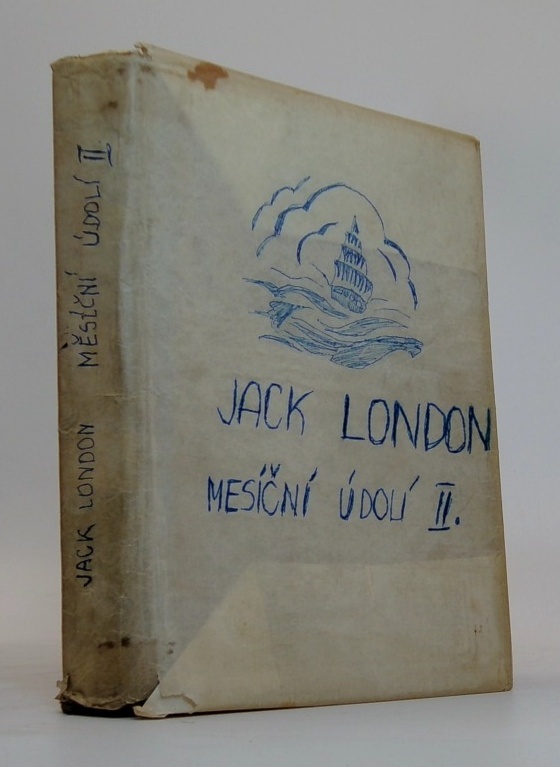 JACK LONDON
MESÍČNÍ ÚDOLÍ II.
JACK LONDON MĚSÍČNÍ ÚDOLÍ II